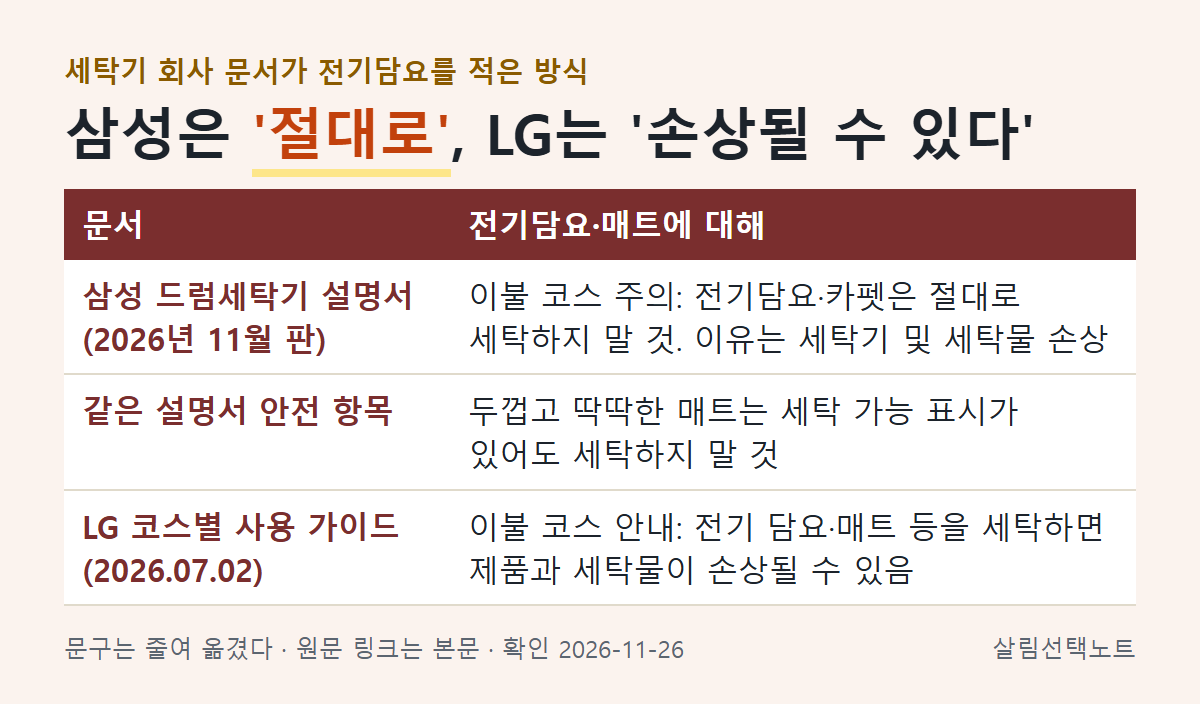 세탁기 회사 문서가 전기담요를 적은 방식
삼성은 '절대로', LG는 '손상될 수 있다'
문서
전기담요·매트에 대해
삼성 드럼세탁기 설명서
(2026년 11월 판)
이불 코스 주의: 전기담요·카펫은 절대로
세탁하지 말 것. 이유는 세탁기 및 세탁물 손상
같은 설명서 안전 항목
두껍고 딱딱한 매트는 세탁 가능 표시가
있어도 세탁하지 말 것
LG 코스별 사용 가이드
(2026.07.02)
이불 코스 안내: 전기 담요·매트 등을 세탁하면
제품과 세탁물이 손상될 수 있음
문구는 줄여 옮겼다 · 원문 링크는 본문 · 확인 2026-11-26
살림선택노트